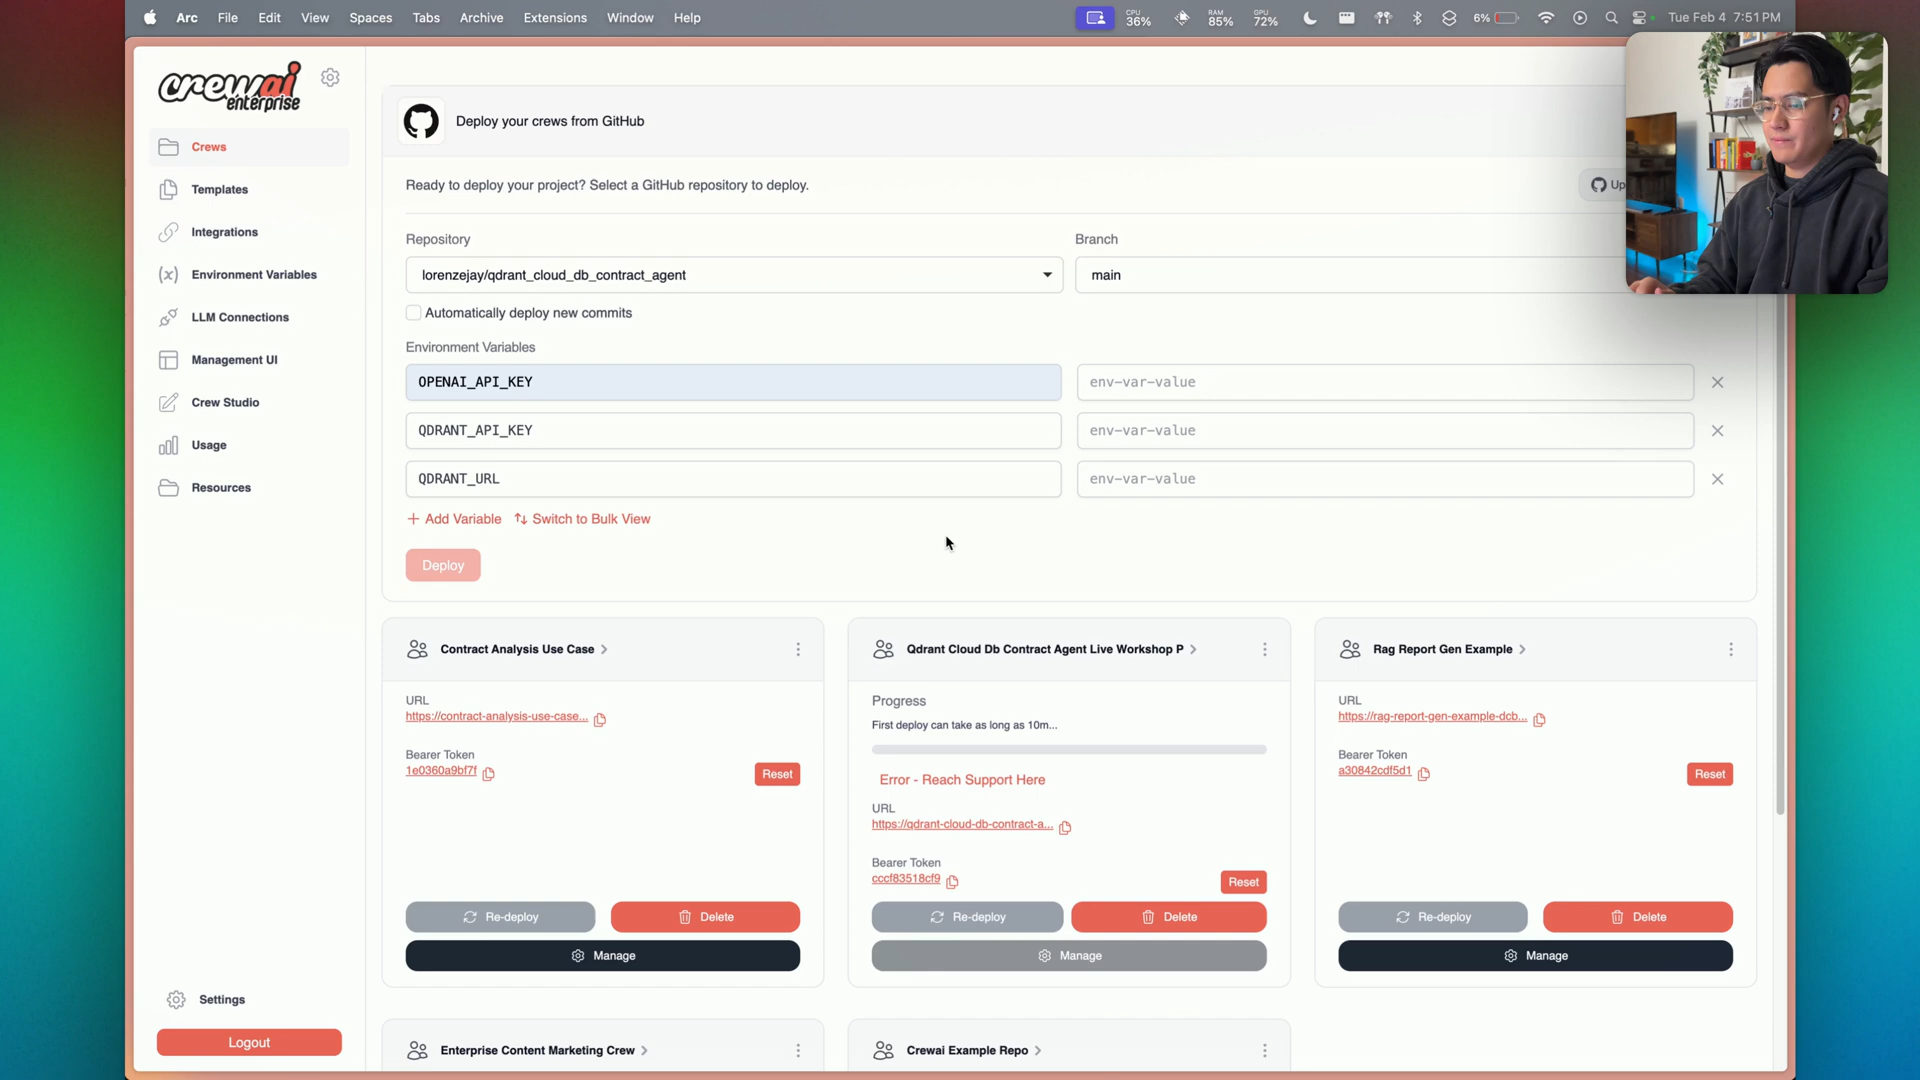 Arc File Edit View Spaces Tabs Archive Extensions Window Help
CPU 36% RAM 85% GPU 72% 6% Tue Feb 4 7:51 PM
crewai
enterprise
Crews
Templates
Integrations
Environment Variables
LLM Connections
Management UI
Crew Studio
Usage
Resources
Settings
Logout
Deploy your crews from GitHub
Ready to deploy your project? Select a GitHub repository to deploy.
Up
Repository
Branch
lorenzejay/qdrant_cloud_db_contract_agent
main
Automatically deploy new commits
Environment Variables
OPENAI_API_KEY env-var-value
QDRANT_API_KEY env-var-value
QDRANT_URL env-var-value
Add Variable Switch to Bulk View
Deploy
Contract Analysis Use Case
URL
https://contract-analysis-use-case...
Bearer Token
1e0360a9bf7f
Reset
Re-deploy Delete
Manage
Qdrant Cloud Db Contract Agent Live Workshop P
Progress
First deploy can take as long as 10m...
Error - Reach Support Here
URL
https://qdrant-cloud-db-contract-a...
Bearer Token
cccf83518cf9
Reset
Re-deploy Delete
Manage
Rag Report Gen Example
URL
https://rag-report-gen-example-dcb...
Bearer Token
a30842cdf5d1
Reset
Re-deploy Delete
Manage
Enterprise Content Marketing Crew
Crewai Example Repo